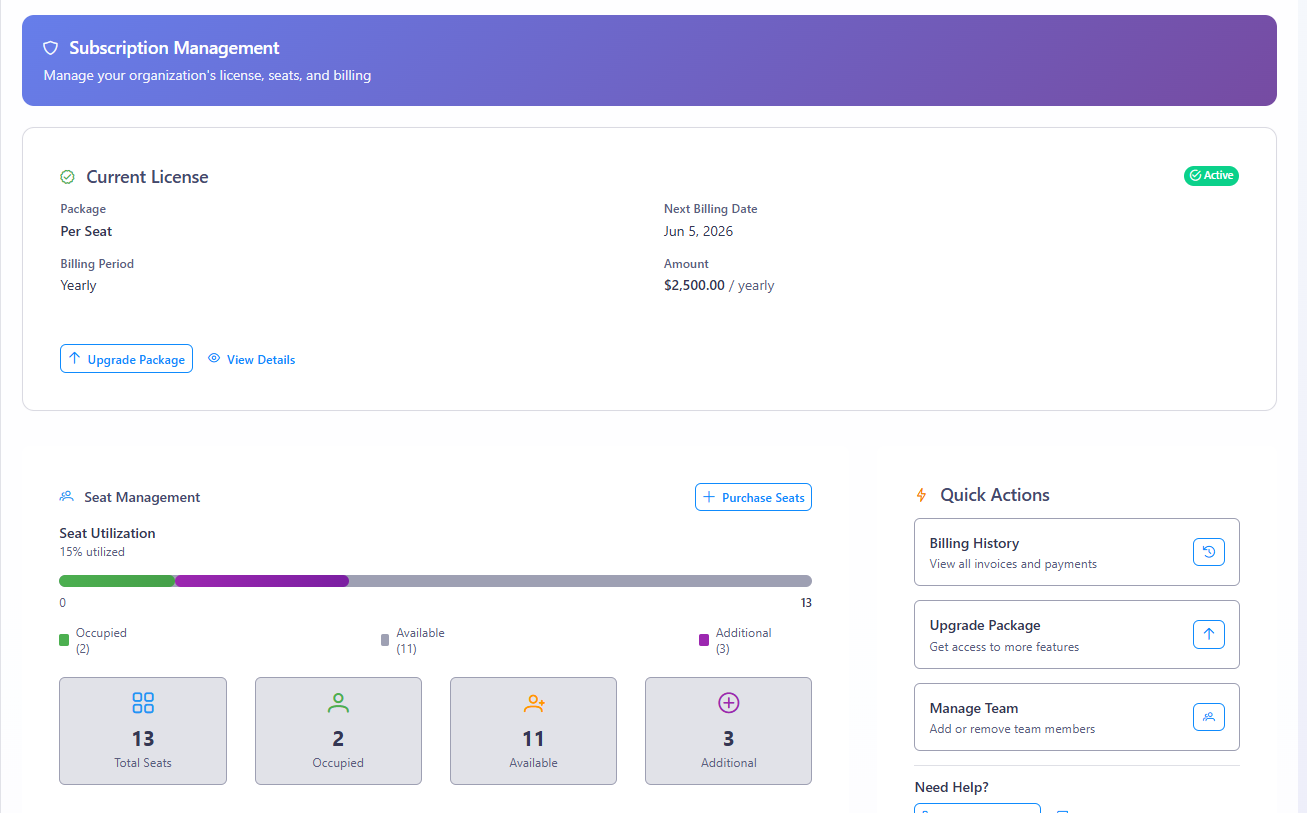 Subscription Management
Manage your organization's license, seats, and billing
Current License
Active
Package
Next Billing Date
Per Seat
Jun 5, 2026
Billing Period
Amount
Yearly
$2,500.00 / yearly
Upgrade Package
View Details
Seat Management
Purchase Seats
Seat Utilization
15% utilized
0
13
Occupied
(2)
Available
(11)
Additional
(3)
13
Total Seats
2
Occupied
11
Available
3
Additional
Quick Actions
Billing History
View all invoices and payments
Upgrade Package
Get access to more features
Manage Team
Add or remove team members
Need Help?